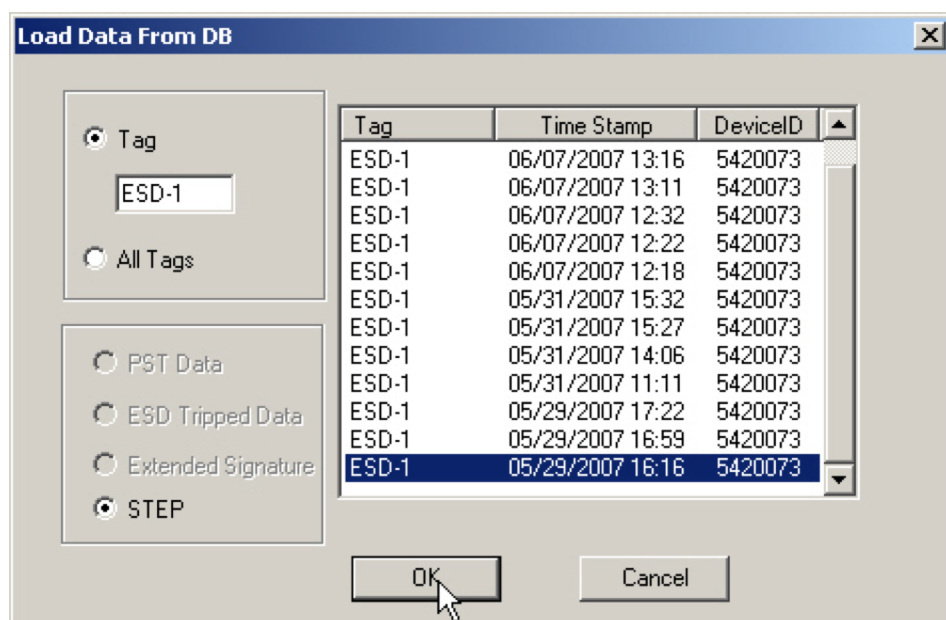 Load Data From DB
Tag
ESD-1
All Tags
PST Data
ESD Tripped Data
Extended Signature
STEP
Tag Time Stamp DeviceID
ESD-1 06/07/2007 13:16 5420073
ESD-1 06/07/2007 13:11 5420073
ESD-1 06/07/2007 12:32 5420073
ESD-1 06/07/2007 12:22 5420073
ESD-1 06/07/2007 12:18 5420073
ESD-1 05/31/2007 15:32 5420073
ESD-1 05/31/2007 15:27 5420073
ESD-1 05/31/2007 14:06 5420073
ESD-1 05/31/2007 11:11 5420073
ESD-1 05/29/2007 17:22 5420073
ESD-1 05/29/2007 16:59 5420073
ESD-1 05/29/2007 16:16 5420073
OK Cancel